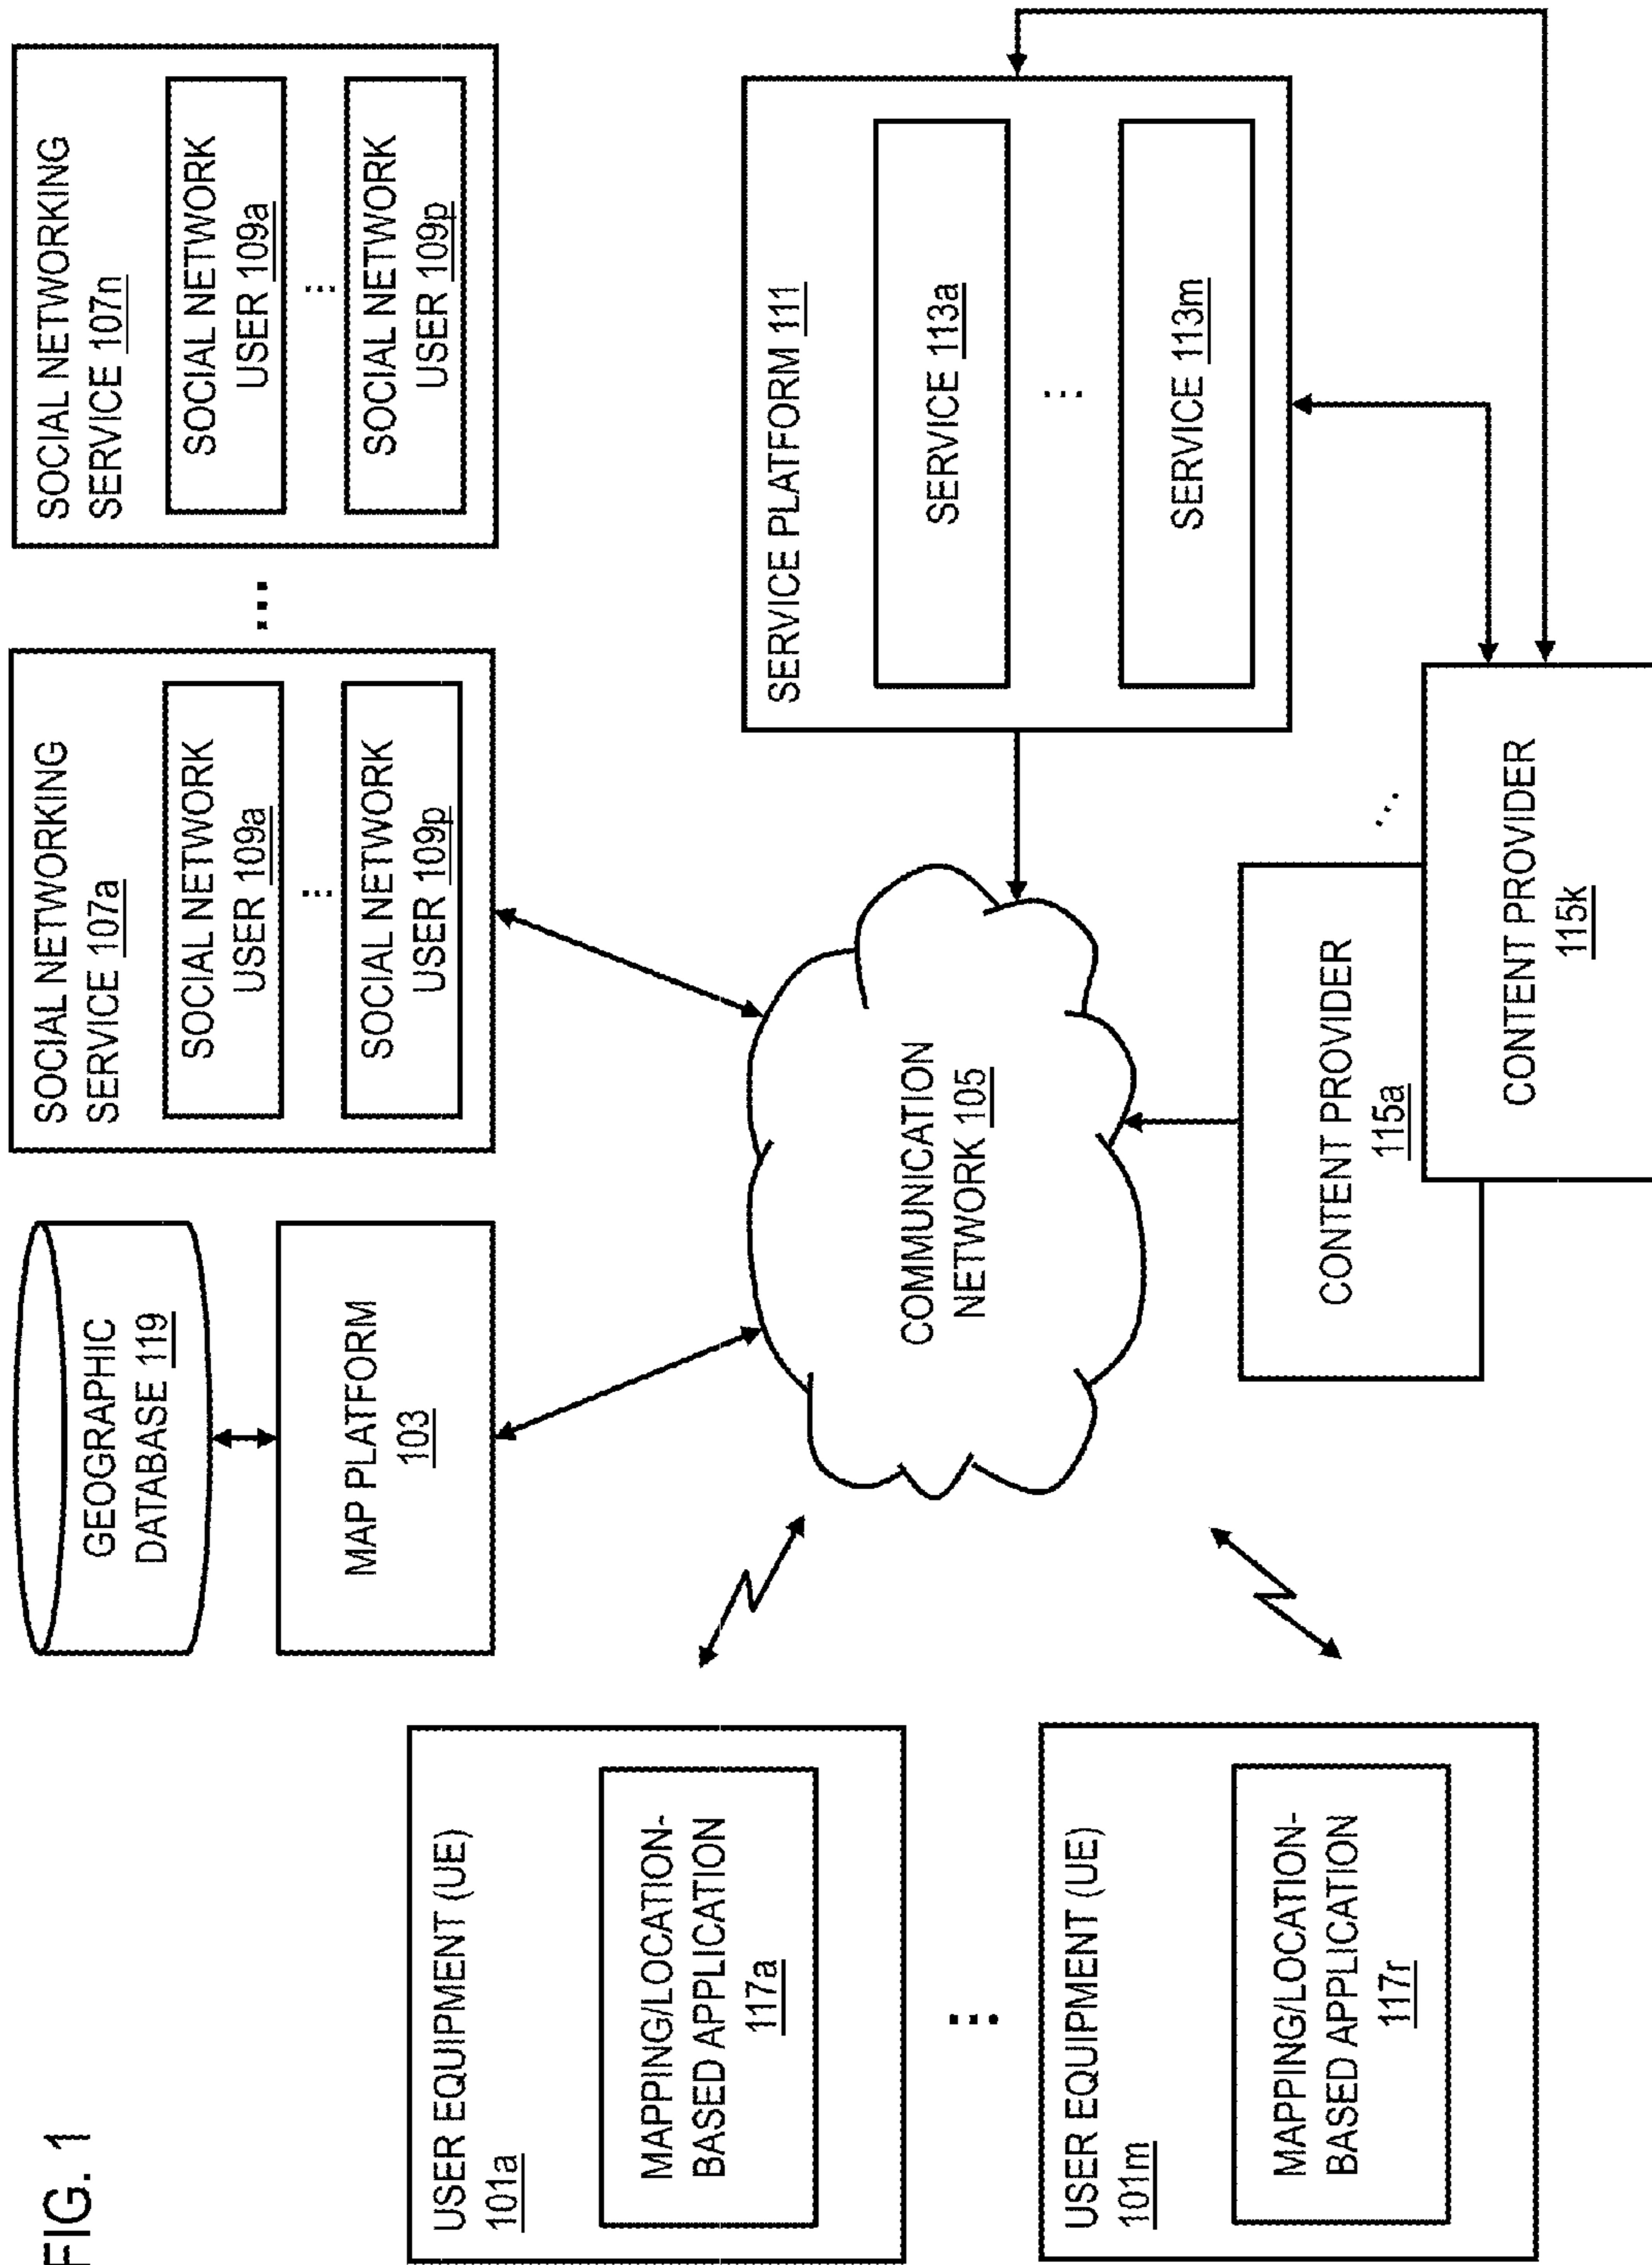 FIG. 1
GEOGRAPHIC
DATABASE 119
MAP PLATFORM
103
SOCIAL NETWORKING
SERVICE 107a
SOCIAL NETWORK
USER 109a
...
SOCIAL NETWORK
USER 109p
...
SOCIAL NETWORKING
SERVICE 107n
SOCIAL NETWORK
USER 109a
...
SOCIAL NETWORK
USER 109p
USER EQUIPMENT (UE)
101a
MAPPING/LOCATION-
BASED APPLICATION
117a
...
USER EQUIPMENT (UE)
101m
MAPPING/LOCATION-
BASED APPLICATION
117r
COMMUNICATION
NETWORK 105
SERVICE PLATFORM 111
SERVICE 113a
...
SERVICE 113m
CONTENT PROVIDER
115a
...
CONTENT PROVIDER
115k